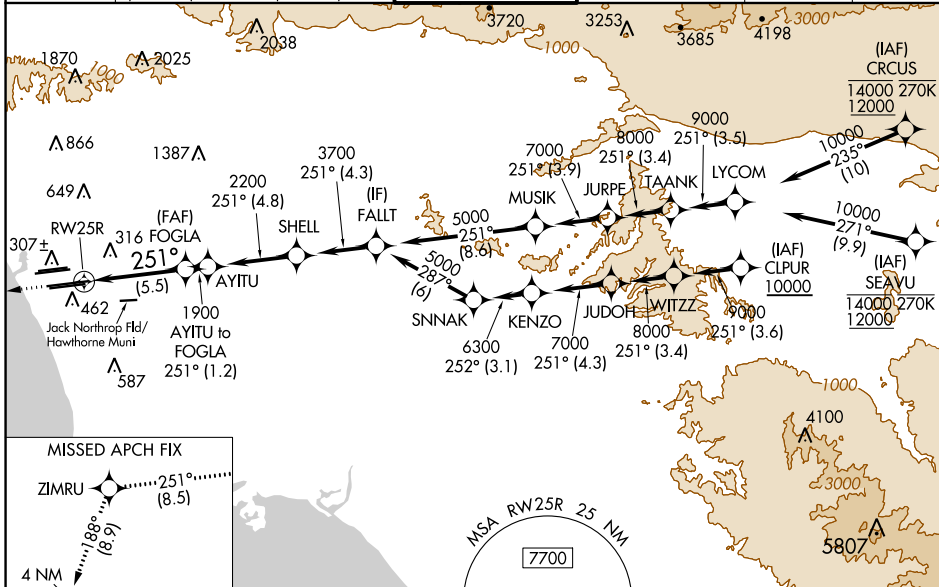 3720
3253
3685
4198
3000
2038
1000
1870
1000
2025
(IAF)
CRCUS
14000 270K
12000
866
1387
649
RW25R
307 ±
316
(FAF)
FOGLA
251°
(5.5)
462
Jack Northrop Fld/
Hawthorne Muni
587
2200
251° (4.8)
3700
251° (4.3)
(IF)
FALLT
SHELL
AYITU
1900
AYITU to
FOGLA
251° (1.2)
5000
251°
(8.6)
MUSIK
7000
251° (3.9)
JURPE
8000
251° (3.4)
TAANK
9000
251° (3.5)
LYCOM
10000
235°
(10)
10000
271°
(9.9)
(IAF)
SEAVU
14000 270K
12000
(IAF)
CLPUR
10000
5000
287°
(6)
SNNAK
6300
252° (3.1)
KENZO
7000
251° (4.3)
JUDOH
8000
251° (3.4)
WITZZ
9000
251° (3.6)
1000
4100
3000
5807
MISSED APCH FIX
ZIMRU
251°
(8.5)
188°
(8.9)
4 NM
MSA RW25R 25 NM
7700